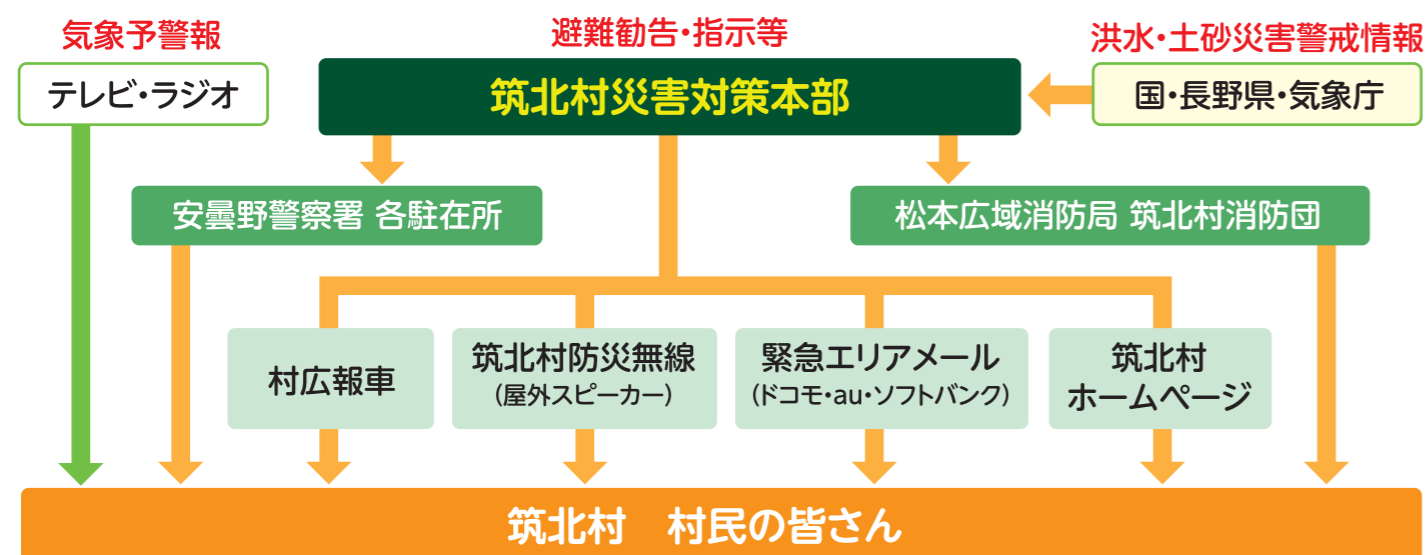 気象予警報
避難勧告・指示等
洪水・土砂災害警戒情報
テレビ・ラジオ
筑北村災害対策本部
国・長野県・気象庁
安曇野警察署 各駐在所
松本広域消防局 筑北村消防団
村広報車
筑北村防災無線
(屋外スピーカー)
緊急エリアメール
(ドコモ・au・ソフトバンク)
筑北村
ホームページ
筑北村　村民の皆さん